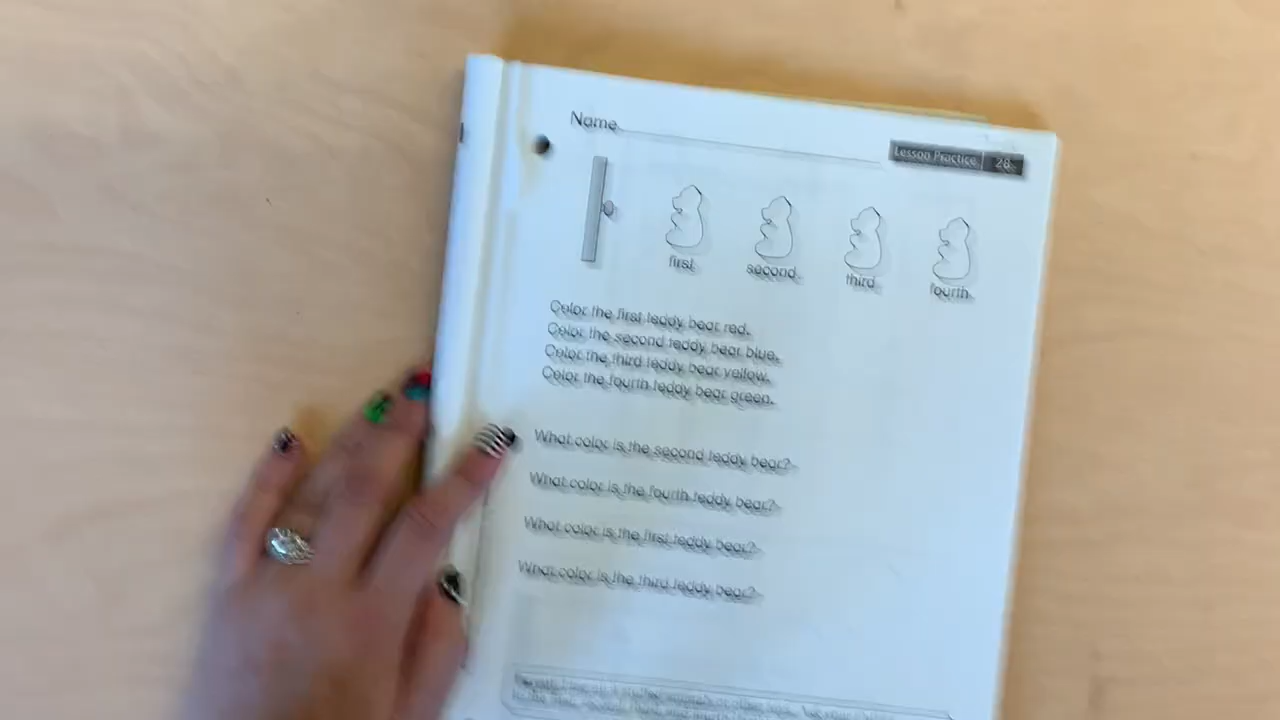 Name
Lesson Practice 28
first second third fourth
Color the first teddy bear red.
Color the second teddy bear blue.
Color the third teddy bear yellow.
Color the fourth teddy bear green.
What color is the second teddy bear?
What color is the fourth teddy bear?
What color is the first teddy bear?
What color is the third teddy bear?